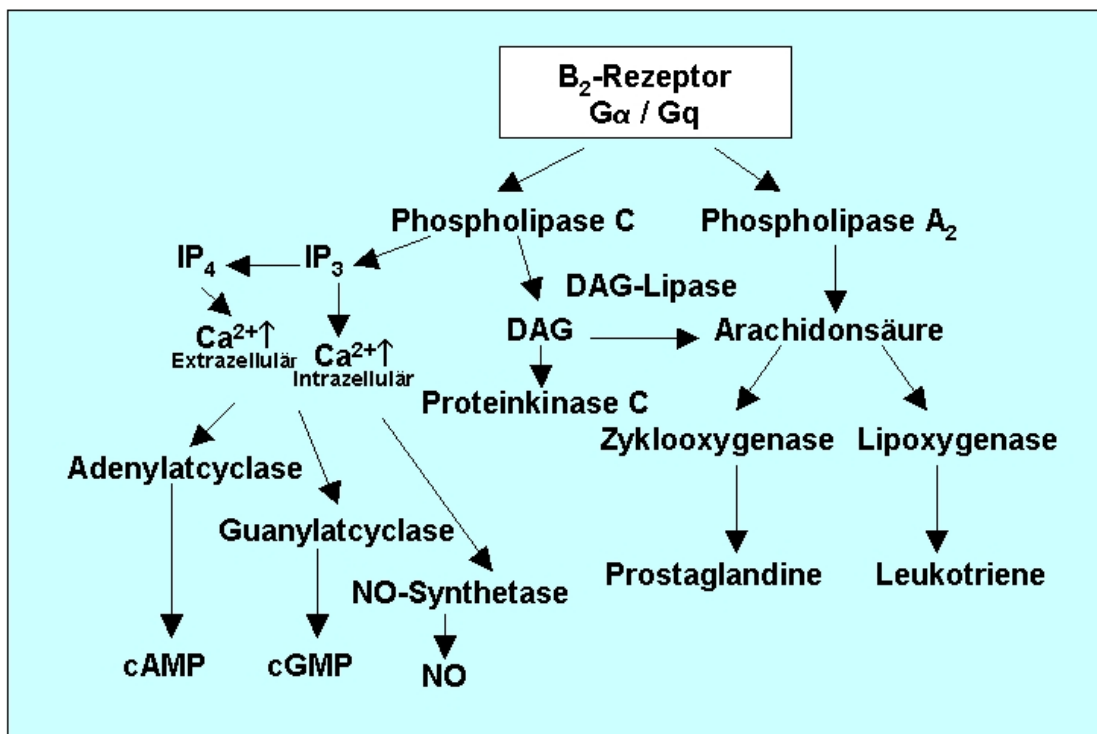 B₂-Rezeptor
Gα / Gq
Phospholipase C
Phospholipase A₂
IP₄
IP₃
DAG-Lipase
Ca²⁺↑
Extrazellulär
Ca²⁺↑
Intrazellulär
DAG
Arachidonsäure
Proteinkinase C
Zyklooxygenase
Lipoxygenase
Adenylatcyclase
Guanylatcyclase
NO-Synthetase
Prostaglandine
Leukotriene
cAMP
cGMP
NO